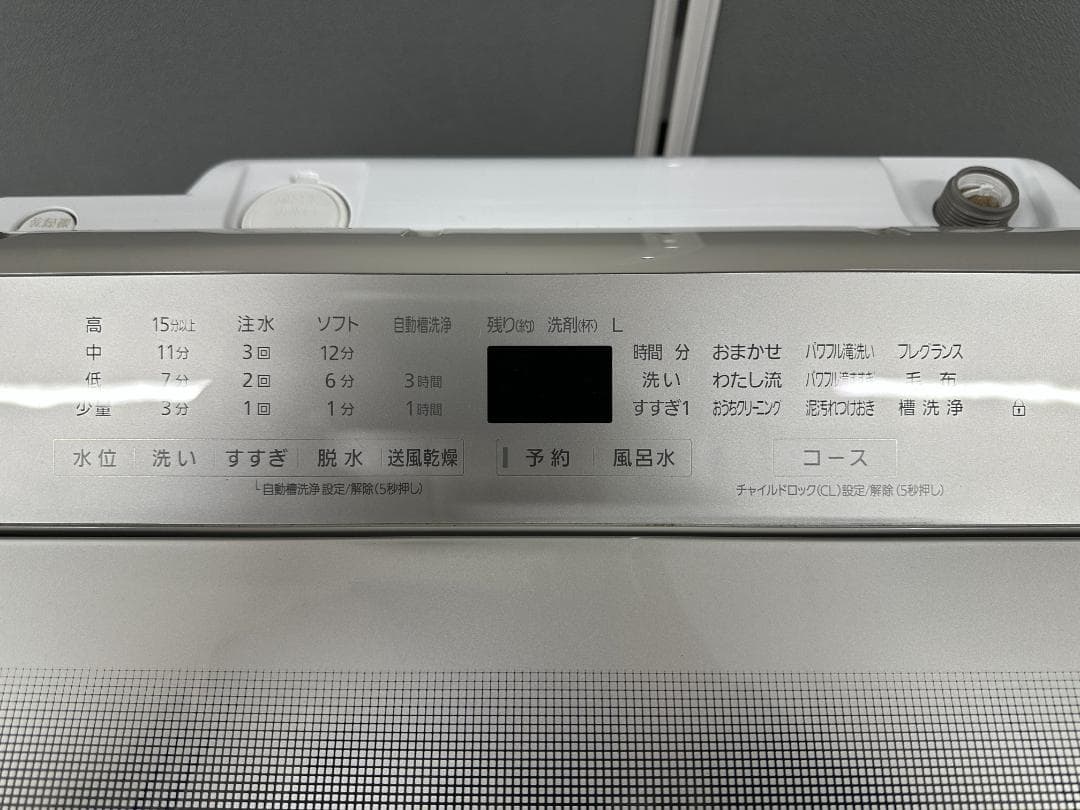 高 15分以上 注水 ソフト 自動槽洗浄 残り(約) 洗剤(杯) L
中 11分 3回 12分 時間 分 おまかせ パワフル滝洗い フレグランス
低 7分 2回 6分 3時間 洗い わたし流 パワフル滝すすぎ 毛布
少量 3分 1回 1分 1時間 すすぎ1 おうちクリーニング 泥汚れつけおき 槽洗浄
水位 洗い すすぎ 脱水 送風乾燥 予約 風呂水 コース
└自動槽洗浄 設定/解除(5秒押し) チャイルドロック(CL)設定/解除(5秒押し)